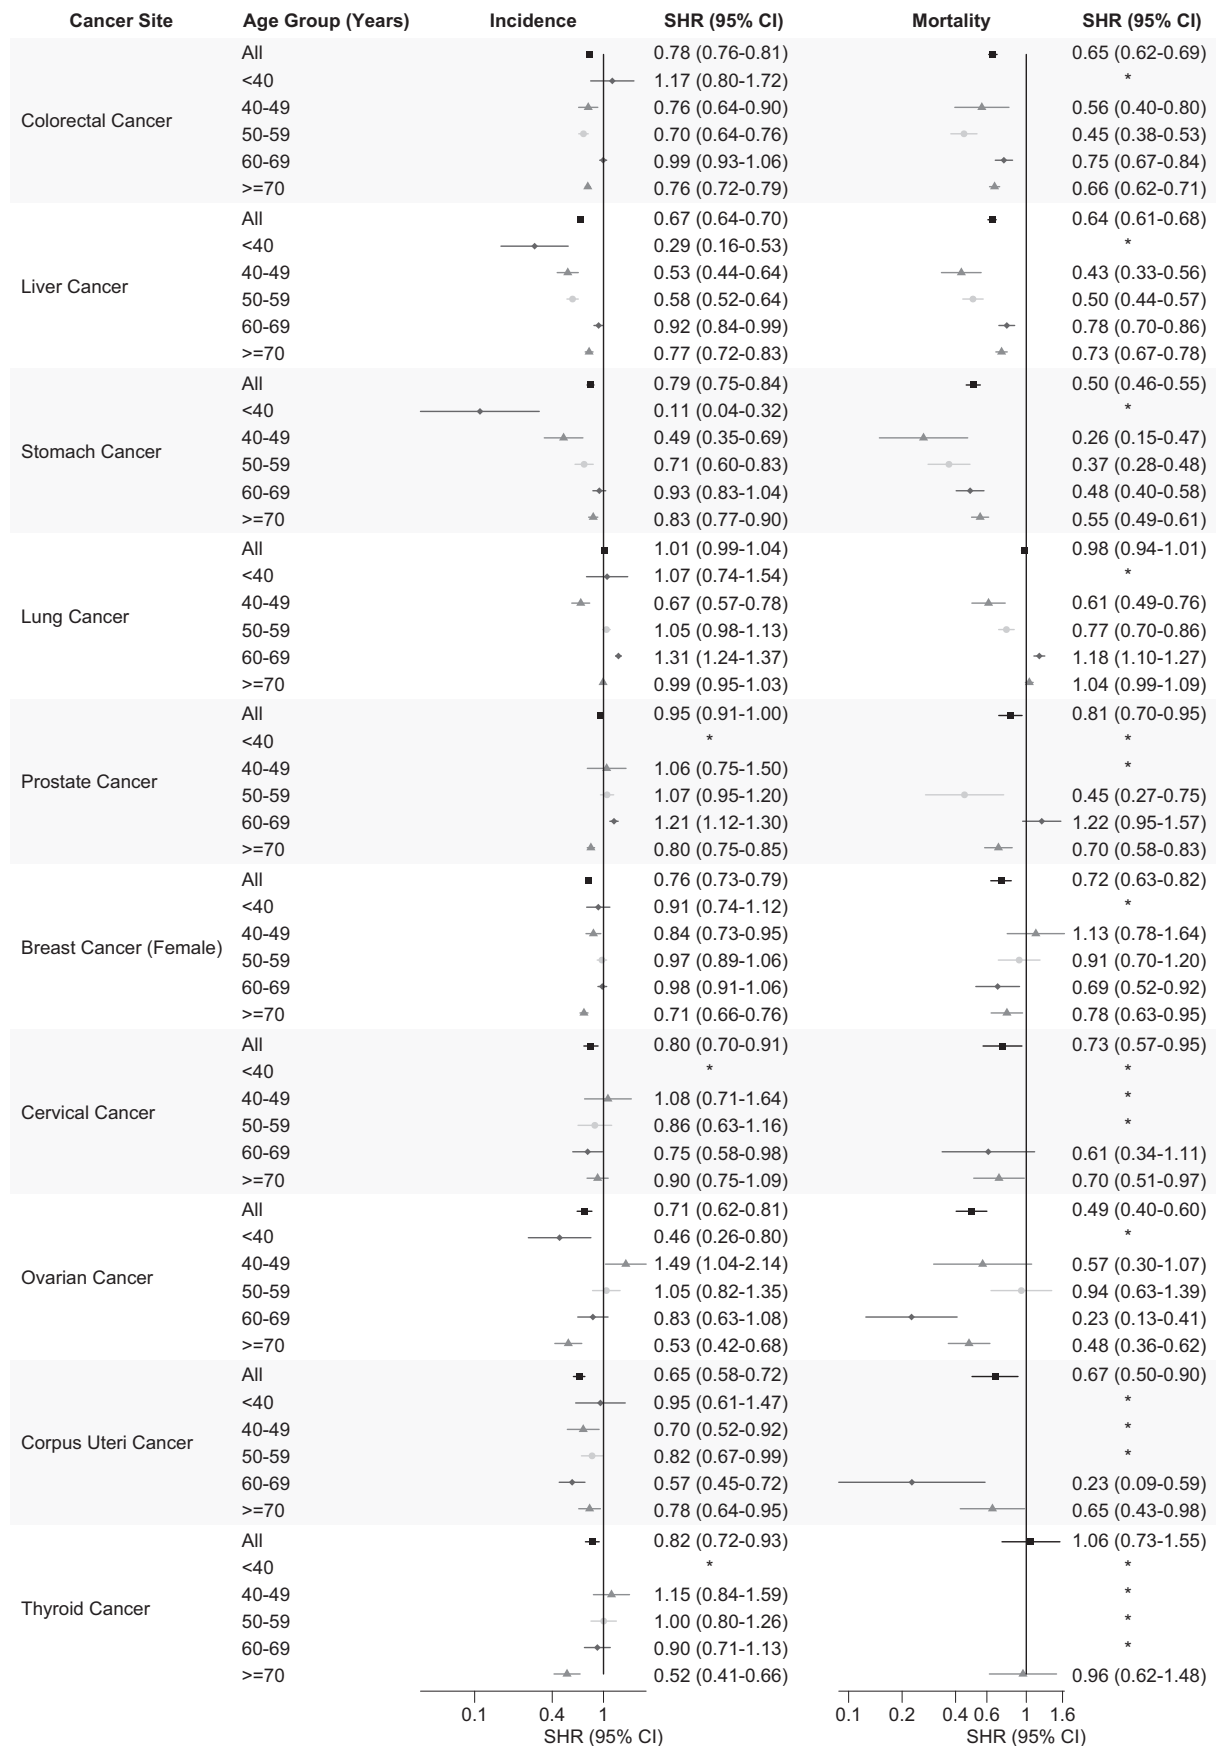 Cancer Site Age Group (Years) Incidence SHR (95% CI) Mortality SHR (95% CI)
Colorectal Cancer
All 0.78 (0.76-0.81) 0.65 (0.62-0.69)
<40 1.17 (0.80-1.72) *
40-49 0.76 (0.64-0.90) 0.56 (0.40-0.80)
50-59 0.70 (0.64-0.76) 0.45 (0.38-0.53)
60-69 0.99 (0.93-1.06) 0.75 (0.67-0.84)
>=70 0.76 (0.72-0.79) 0.66 (0.62-0.71)
Liver Cancer
All 0.67 (0.64-0.70) 0.64 (0.61-0.68)
<40 0.29 (0.16-0.53) *
40-49 0.53 (0.44-0.64) 0.43 (0.33-0.56)
50-59 0.58 (0.52-0.64) 0.50 (0.44-0.57)
60-69 0.92 (0.84-0.99) 0.78 (0.70-0.86)
>=70 0.77 (0.72-0.83) 0.73 (0.67-0.78)
Stomach Cancer
All 0.79 (0.75-0.84) 0.50 (0.46-0.55)
<40 0.11 (0.04-0.32) *
40-49 0.49 (0.35-0.69) 0.26 (0.15-0.47)
50-59 0.71 (0.60-0.83) 0.37 (0.28-0.48)
60-69 0.93 (0.83-1.04) 0.48 (0.40-0.58)
>=70 0.83 (0.77-0.90) 0.55 (0.49-0.61)
Lung Cancer
All 1.01 (0.99-1.04) 0.98 (0.94-1.01)
<40 1.07 (0.74-1.54) *
40-49 0.67 (0.57-0.78) 0.61 (0.49-0.76)
50-59 1.05 (0.98-1.13) 0.77 (0.70-0.86)
60-69 1.31 (1.24-1.37) 1.18 (1.10-1.27)
>=70 0.99 (0.95-1.03) 1.04 (0.99-1.09)
Prostate Cancer
All 0.95 (0.91-1.00) 0.81 (0.70-0.95)
<40 * *
40-49 1.06 (0.75-1.50) *
50-59 1.07 (0.95-1.20) 0.45 (0.27-0.75)
60-69 1.21 (1.12-1.30) 1.22 (0.95-1.57)
>=70 0.80 (0.75-0.85) 0.70 (0.58-0.83)
Breast Cancer (Female)
All 0.76 (0.73-0.79) 0.72 (0.63-0.82)
<40 0.91 (0.74-1.12) *
40-49 0.84 (0.73-0.95) 1.13 (0.78-1.64)
50-59 0.97 (0.89-1.06) 0.91 (0.70-1.20)
60-69 0.98 (0.91-1.06) 0.69 (0.52-0.92)
>=70 0.71 (0.66-0.76) 0.78 (0.63-0.95)
Cervical Cancer
All 0.80 (0.70-0.91) 0.73 (0.57-0.95)
<40 * *
40-49 1.08 (0.71-1.64) *
50-59 0.86 (0.63-1.16) *
60-69 0.75 (0.58-0.98) 0.61 (0.34-1.11)
>=70 0.90 (0.75-1.09) 0.70 (0.51-0.97)
Ovarian Cancer
All 0.71 (0.62-0.81) 0.49 (0.40-0.60)
<40 0.46 (0.26-0.80) *
40-49 1.49 (1.04-2.14) 0.57 (0.30-1.07)
50-59 1.05 (0.82-1.35) 0.94 (0.63-1.39)
60-69 0.83 (0.63-1.08) 0.23 (0.13-0.41)
>=70 0.53 (0.42-0.68) 0.48 (0.36-0.62)
Corpus Uteri Cancer
All 0.65 (0.58-0.72) 0.67 (0.50-0.90)
<40 0.95 (0.61-1.47) *
40-49 0.70 (0.52-0.92) *
50-59 0.82 (0.67-0.99) *
60-69 0.57 (0.45-0.72) 0.23 (0.09-0.59)
>=70 0.78 (0.64-0.95) 0.65 (0.43-0.98)
Thyroid Cancer
All 0.82 (0.72-0.93) 1.06 (0.73-1.55)
<40 * *
40-49 1.15 (0.84-1.59) *
50-59 1.00 (0.80-1.26) *
60-69 0.90 (0.71-1.13) *
>=70 0.52 (0.41-0.66) 0.96 (0.62-1.48)
0.1 0.4 1 0.1 0.2 0.4 0.6 1 1.6
SHR (95% CI) SHR (95% CI)